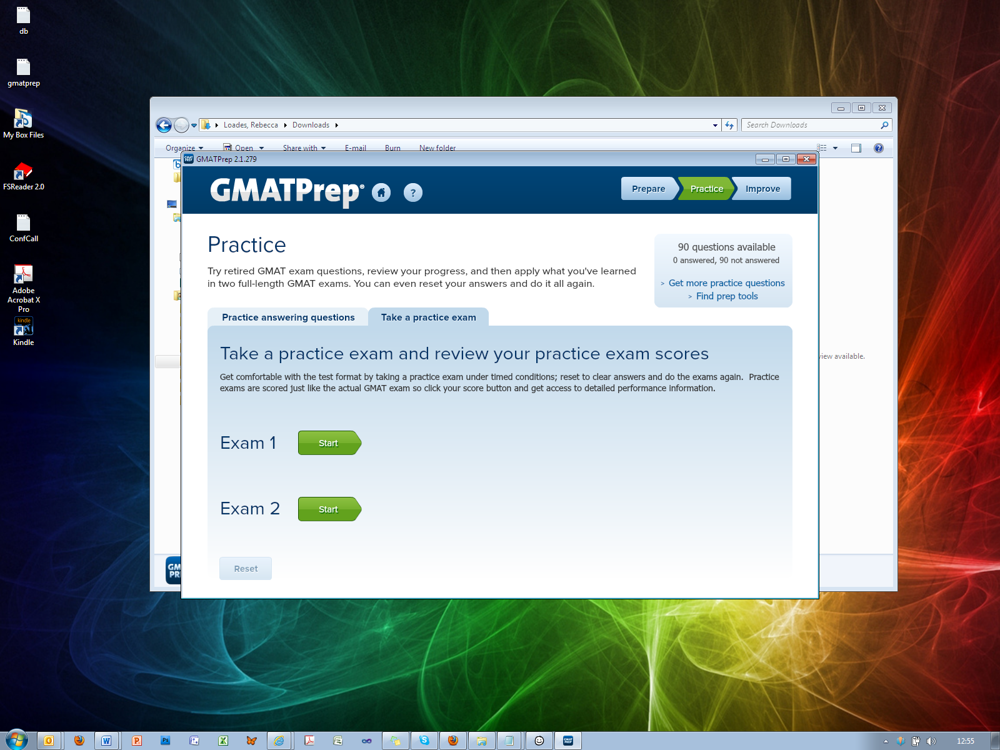 db
gmatprep
My Box Files
FSReader 2.0
ConfCall
Adobe
Acrobat X
Pro
kindle
Kindle
Loades, Rebecca
Downloads
Search Downloads
Organize
Open
Share with
E-mail
Burn
New folder
GMAT PREP
GMATPrep 2.1.279
GMATPrep®
?
Prepare
Practice
Improve
Practice
Try retired GMAT exam questions, review your progress, and then apply what you've learned
in two full-length GMAT exams. You can even reset your answers and do it all again.
90 questions available
0 answered, 90 not answered
> Get more practice questions
> Find prep tools
Practice answering questions
Take a practice exam
Take a practice exam and review your practice exam scores
Get comfortable with the test format by taking a practice exam under timed conditions; reset to clear answers and do the exams again. Practice
exams are scored just like the actual GMAT exam so click your score button and get access to detailed performance information.
Exam 1
Start
Exam 2
Start
Reset
view available.
GM
PR
12:55